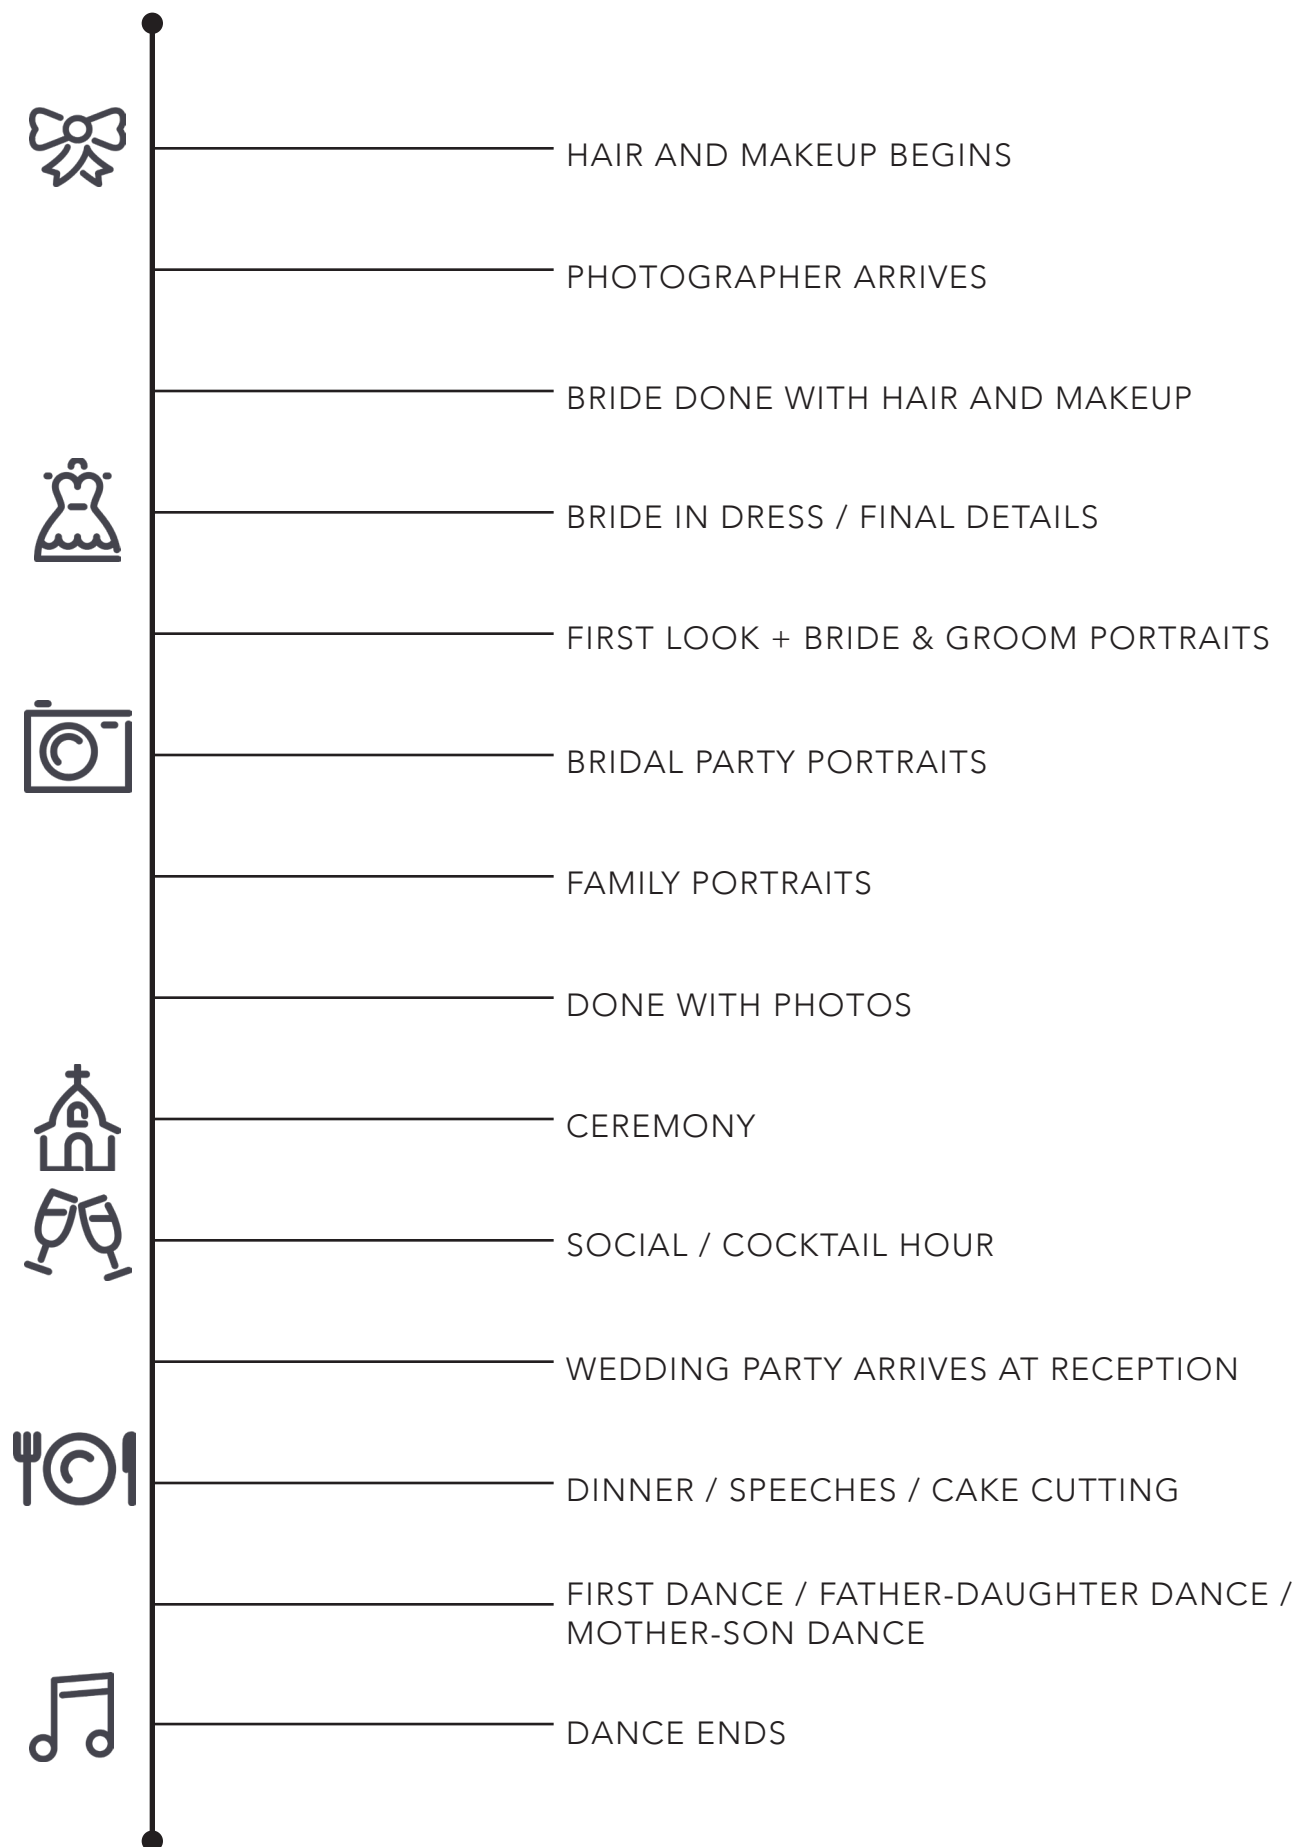 HAIR AND MAKEUP BEGINS
PHOTOGRAPHER ARRIVES
BRIDE DONE WITH HAIR AND MAKEUP
BRIDE IN DRESS / FINAL DETAILS
FIRST LOOK + BRIDE & GROOM PORTRAITS
BRIDAL PARTY PORTRAITS
FAMILY PORTRAITS
DONE WITH PHOTOS
CEREMONY
SOCIAL / COCKTAIL HOUR
WEDDING PARTY ARRIVES AT RECEPTION
DINNER / SPEECHES / CAKE CUTTING
FIRST DANCE / FATHER-DAUGHTER DANCE /
MOTHER-SON DANCE
DANCE ENDS